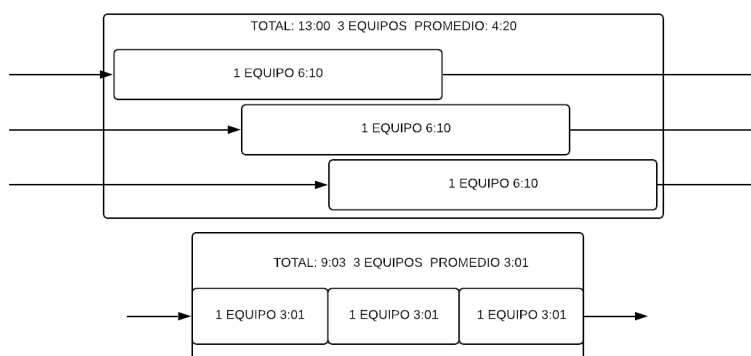 TOTAL: 13:00  3 EQUIPOS  PROMEDIO: 4:20
1 EQUIPO 6:10
1 EQUIPO 6:10
1 EQUIPO 6:10
TOTAL: 9:03  3 EQUIPOS  PROMEDIO 3:01
1 EQUIPO 3:01
1 EQUIPO 3:01
1 EQUIPO 3:01